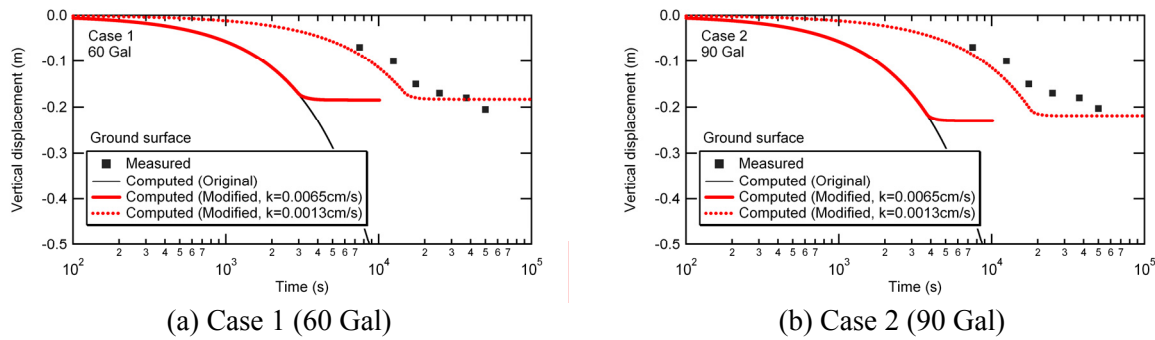 0.0
-0.1
-0.2
-0.3
-0.4
-0.5
Vertical displacement (m)
Case 1
60 Gal
Ground surface
Measured
Computed (Original)
Computed (Modified, k=0.0065cm/s)
Computed (Modified, k=0.0013cm/s)
10² 2 3 4 5 6 7 10³ 2 3 4 5 6 7 10⁴ 2 3 4 5 6 7 10⁵
Time (s)
(a) Case 1 (60 Gal)
0.0
-0.1
-0.2
-0.3
-0.4
-0.5
Vertical displacement (m)
Case 2
90 Gal
Ground surface
Measured
Computed (Original)
Computed (Modified, k=0.0065cm/s)
Computed (Modified, k=0.0013cm/s)
10² 2 3 4 5 6 7 10³ 2 3 4 5 6 7 10⁴ 2 3 4 5 6 7 10⁵
Time (s)
(b) Case 2 (90 Gal)